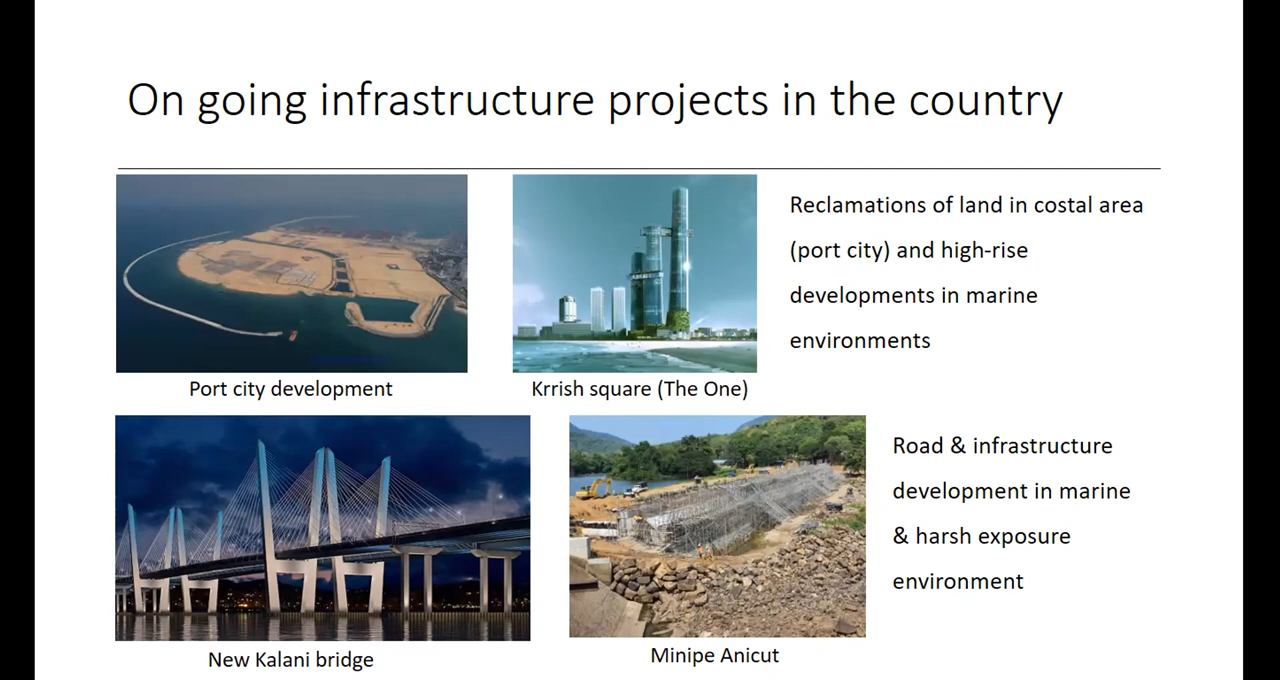 On going infrastructure projects in the country
Reclamations of land in costal area
(port city) and high-rise
developments in marine
environments
Port city development
Krrish square (The One)
Road & infrastructure
development in marine
& harsh exposure
environment
New Kalani bridge
Minipe Anicut